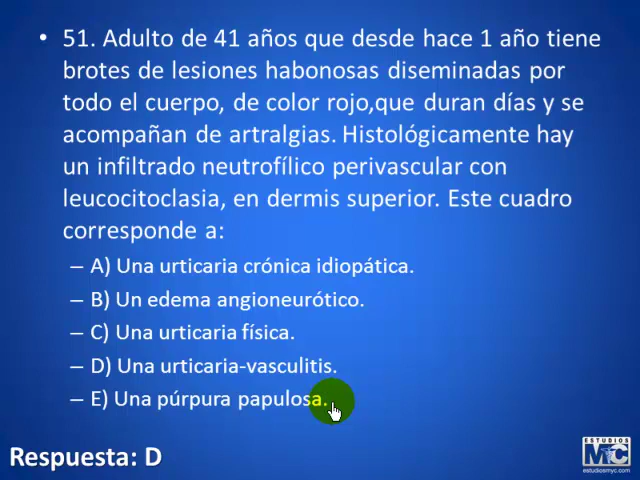 • 51. Adulto de 41 años que desde hace 1 año tiene
brotes de lesiones habonosas diseminadas por
todo el cuerpo, de color rojo,que duran días y se
acompañan de artralgias. Histológicamente hay
un infiltrado neutrofílico perivascular con
leucocitoclasia, en dermis superior. Este cuadro
corresponde a:
– A) Una urticaria crónica idiopática.
– B) Un edema angioneurótico.
– C) Una urticaria física.
– D) Una urticaria-vasculitis.
– E) Una púrpura papulosa.
Respuesta: D
ESTUDIOS
MyC
estudiosmyc.com